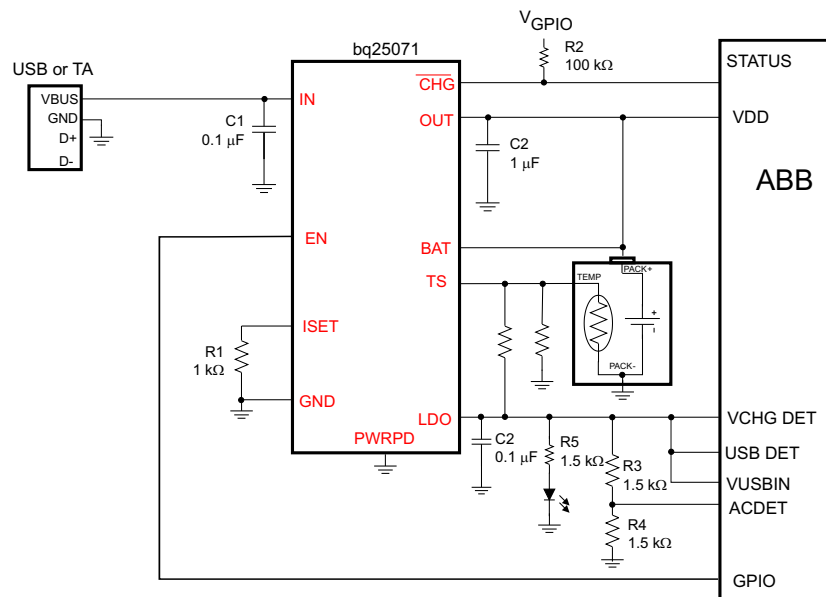 V_GPIO
bq25071
R2
100 kΩ
USB or TA
VBUS
GND
D+
D-
C1
0.1 μF
IN
CHG
OUT
STATUS
VDD
C2
1 μF
ABB
EN
BAT
TS
TEMP
PACK+
+
-
PACK-
R1
1 kΩ
ISET
GND
LDO
PWRPD
C2
0.1 μF
R5
1.5 kΩ
R3
1.5 kΩ
R4
1.5 kΩ
VCHG DET
USB DET
VUSBIN
ACDET
GPIO